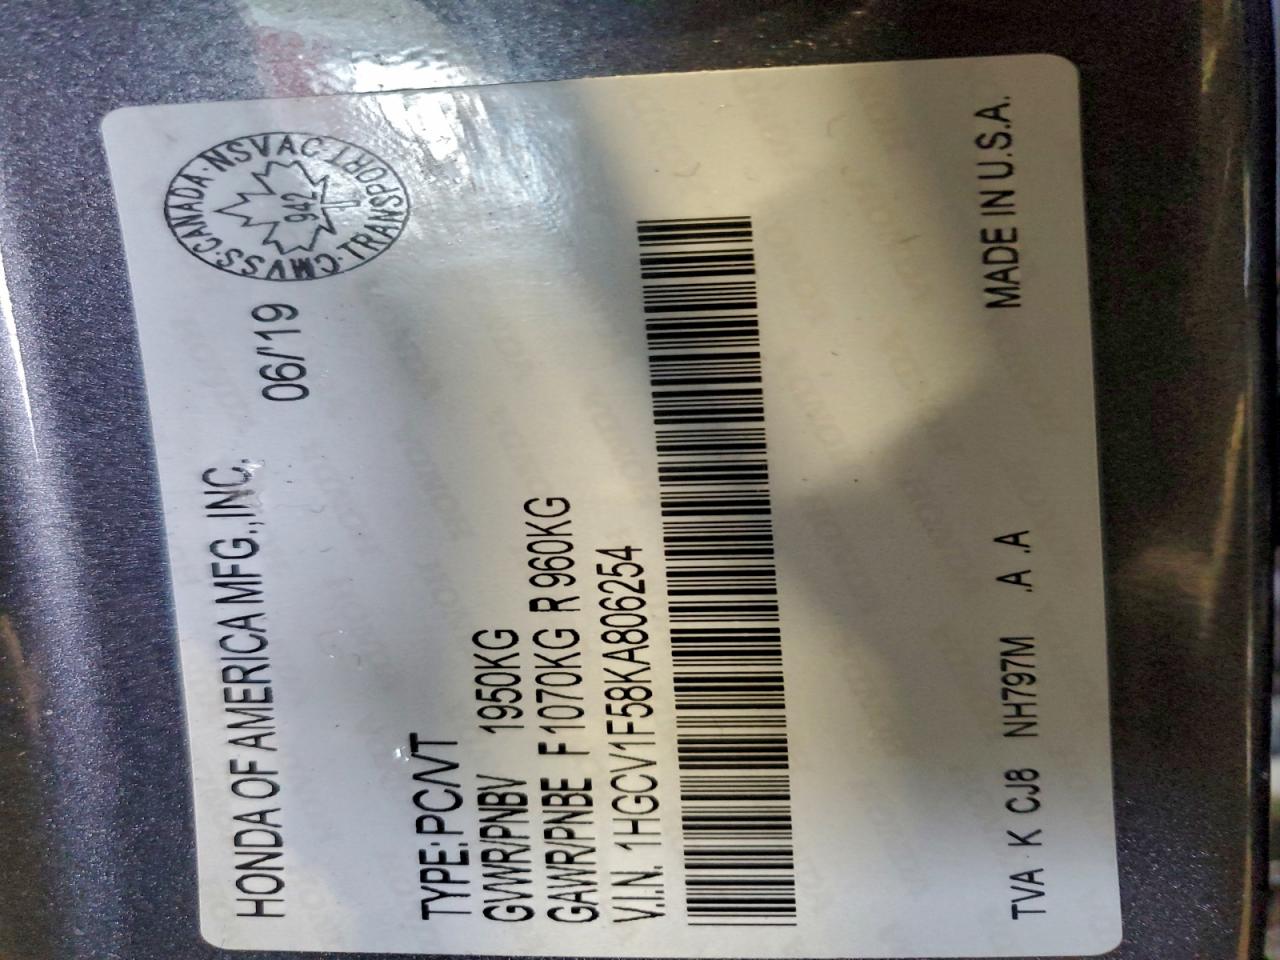 HONDA OF AMERICA MFG.,INC. 06/'19
CMVSS·CANADA·NSVAC·TRANSPORT
942
T
TYPE:PC/VT
GVWR/PNBV 1950KG
GAWR/PNBE F 1070KG R 960KG
V.I.N. 1HGCV1F58KA806254
MADE IN U.S.A.
TVA K CJ8 NH797M .A .A